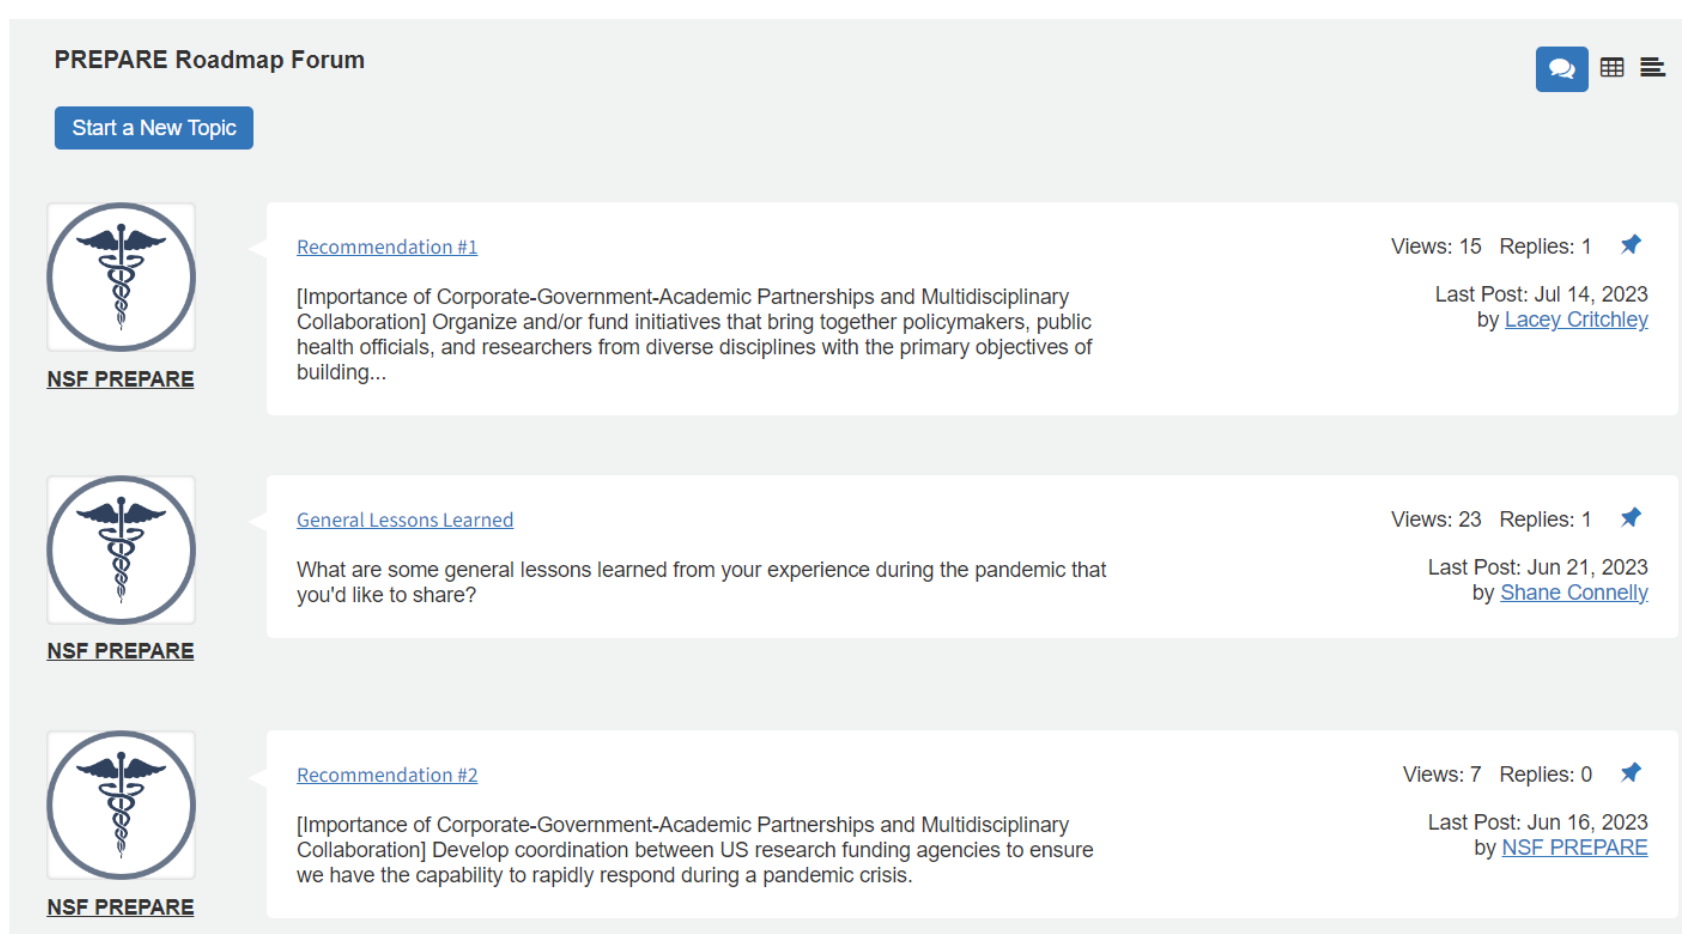 PREPARE Roadmap Forum
Start a New Topic
Recommendation #1
Views: 15 Replies: 1
[Importance of Corporate-Government-Academic Partnerships and Multidisciplinary
Collaboration] Organize and/or fund initiatives that bring together policymakers, public
health officials, and researchers from diverse disciplines with the primary objectives of
building...
Last Post: Jul 14, 2023
by Lacey Critchley
NSF PREPARE
General Lessons Learned
Views: 23 Replies: 1
What are some general lessons learned from your experience during the pandemic that
you'd like to share?
Last Post: Jun 21, 2023
by Shane Connelly
NSF PREPARE
Recommendation #2
Views: 7 Replies: 0
[Importance of Corporate-Government-Academic Partnerships and Multidisciplinary
Collaboration] Develop coordination between US research funding agencies to ensure
we have the capability to rapidly respond during a pandemic crisis.
Last Post: Jun 16, 2023
by NSF PREPARE
NSF PREPARE